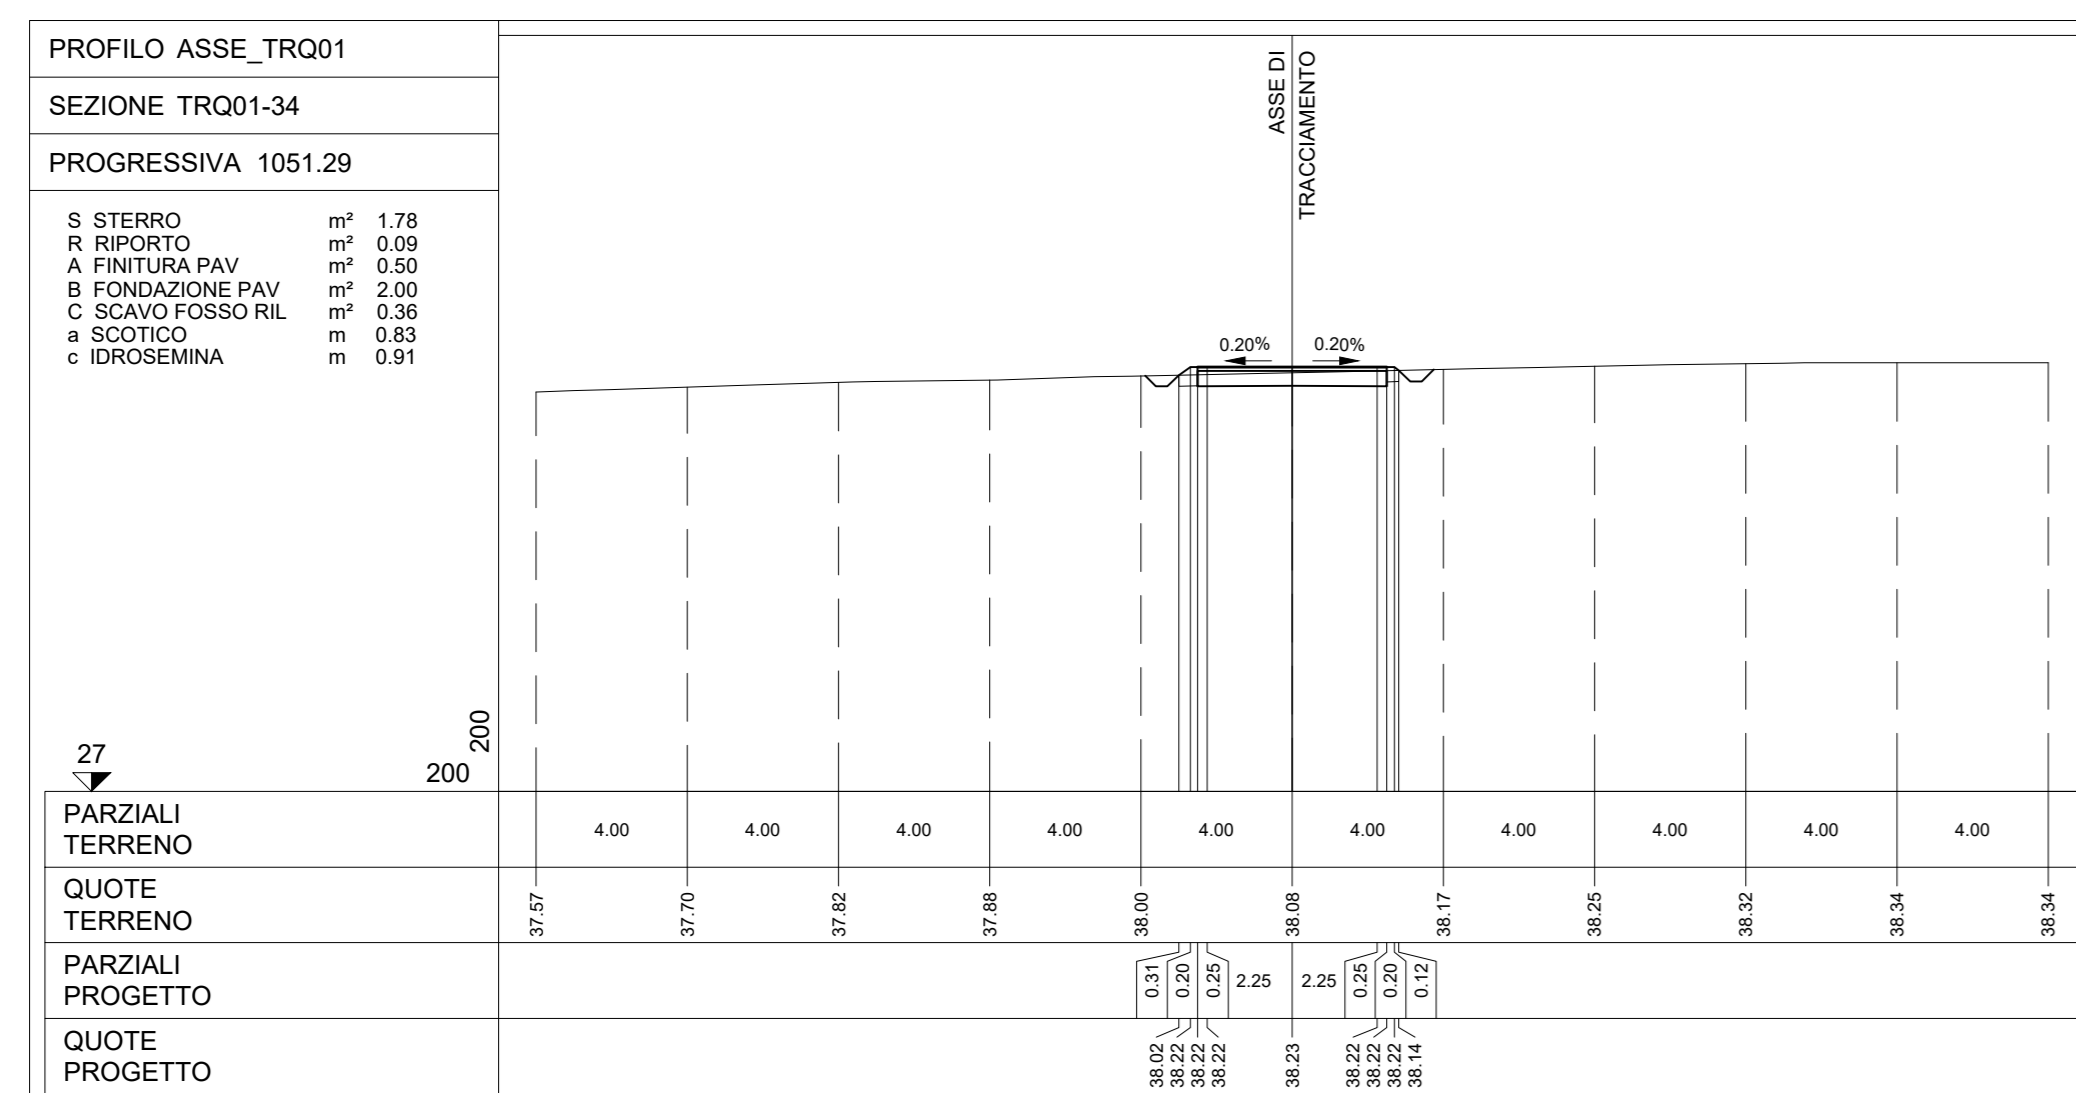 PROFILO ASSE_TRQ01
SEZIONE TRQ01-34
PROGRESSIVA 1051.29
S STERRO m² 1.78
R RIPORTO m² 0.09
A FINITURA PAV m² 0.50
B FONDAZIONE PAV m² 2.00
C SCAVO FOSSO RIL m² 0.36
a SCOTICO m 0.83
c IDROSEMINA m 0.91
ASSE DI
TRACCIAMENTO
0.20% 0.20%
200
27
200
PARZIALI
TERRENO
4.00 4.00 4.00 4.00 4.00 4.00 4.00 4.00 4.00 4.00
QUOTE
TERRENO
37.57 37.70 37.82 37.88 38.00 38.08 38.17 38.25 38.32 38.34 38.34
PARZIALI
PROGETTO
0.31 0.20 0.25 2.25 2.25 0.25 0.20 0.12
QUOTE
PROGETTO
38.02 38.22 38.22 38.22 38.23 38.22 38.22 38.22 38.14